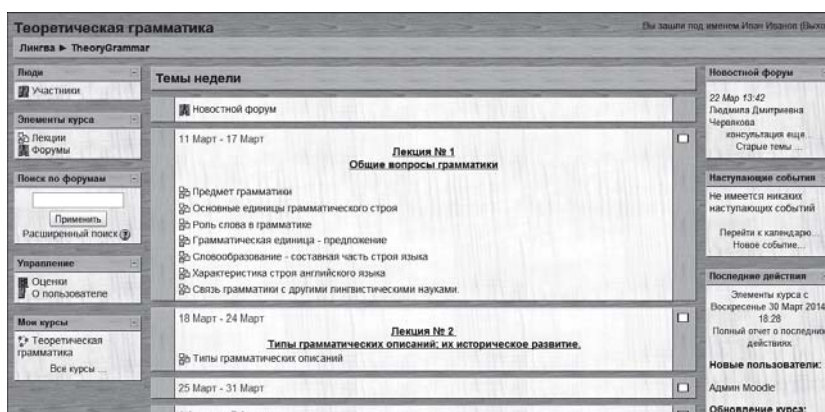 Теоретическая грамматика
Вы зашли под именем Иван Иванов (Выхо
Лингва ► TheoryGrammar
Люди
Участники
Элементы курса
Лекции
Форумы
Поиск по форумам
Применить
Расширенный поиск
Управление
Оценки
О пользователе
Мои курсы
Теоретическая
грамматика
Все курсы ...
Темы недели
Новостной форум
11 Март - 17 Март
Лекция № 1
Общие вопросы грамматики
Предмет грамматики
Основные единицы грамматического строя
Роль слова в грамматике
Грамматическая единица - предложение
Словообразование - составная часть строя языка
Характеристика строя английского языка
Связь грамматики с другими лингвистическими науками.
18 Март - 24 Март
Лекция № 2
Типы грамматических описаний; их историческое развитие.
Типы грамматических описаний
25 Март - 31 Март
Новостной форум
22 Мар 13:42
Людмила Дмитриевна
Червякова
консультация еще...
Старые темы ...
Наступающие события
Не имеется никаких
наступающих событий
Перейти к календарю...
Новое событие...
Последние действия
Элементы курса с
Воскресенье 30 Март 2014
18:28
Полный отчет о последних
действиях
Новые пользователи:
Админ Moodle
Обновление курса: